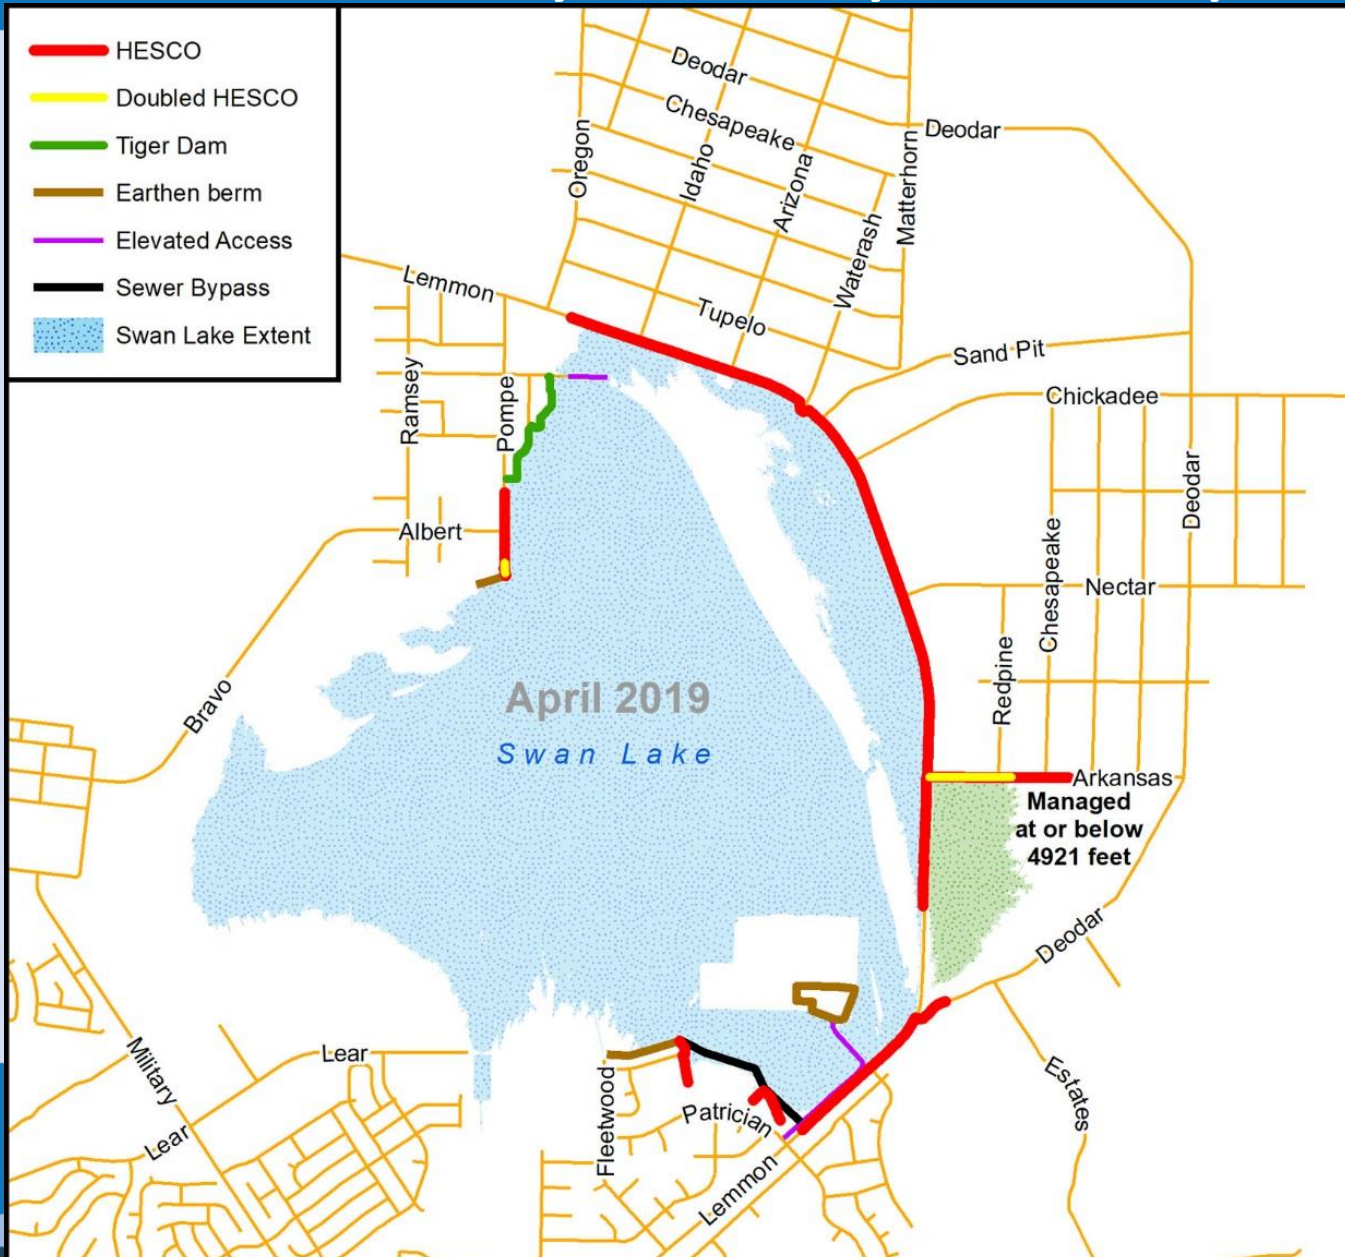 HESCO
Doubled HESCO
Tiger Dam
Earthen berm
Elevated Access
Sewer Bypass
Swan Lake Extent
Deodar
Chesapeake
Deodar
Oregon
Idaho
Arizona
Matterhorn
Waterash
Lemmon
Tupelo
Sand Pit
Chickadee
Ramsey
Pompe
Deodar
Albert
Chesapeake
Nectar
Redpine
Bravo
April 2019
Swan Lake
Arkansas
Managed
at or below
4921 feet
Deodar
Military
Lear
Estates
Fleetwood
Patrician
Lear
Lemmon